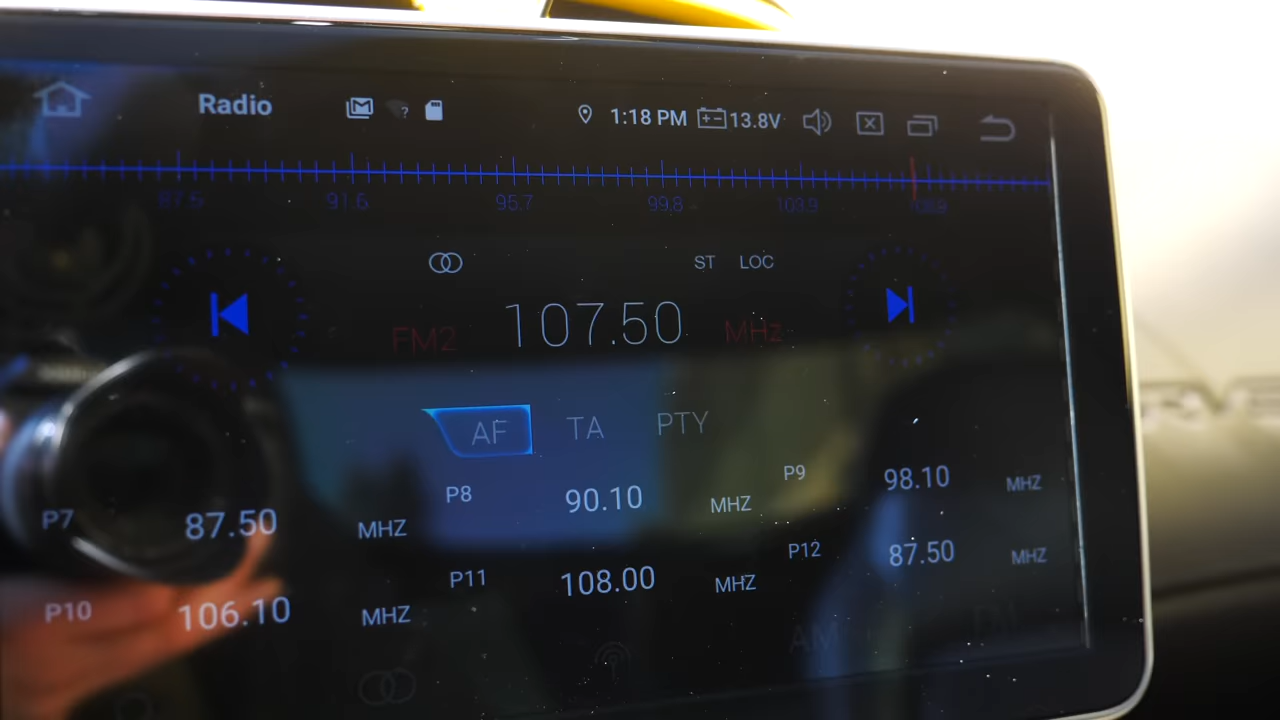 Radio ? 1:18 PM 13.8V
87.5 91.6 95.7 99.8 103.9
ST LOC
FM2 107.50 MHz
AF TA PTY
P7 87.50 MHZ P8 90.10 MHZ P9 98.10 MHZ
P10 106.10 MHZ P11 108.00 MHZ P12 87.50 MHZ
AM